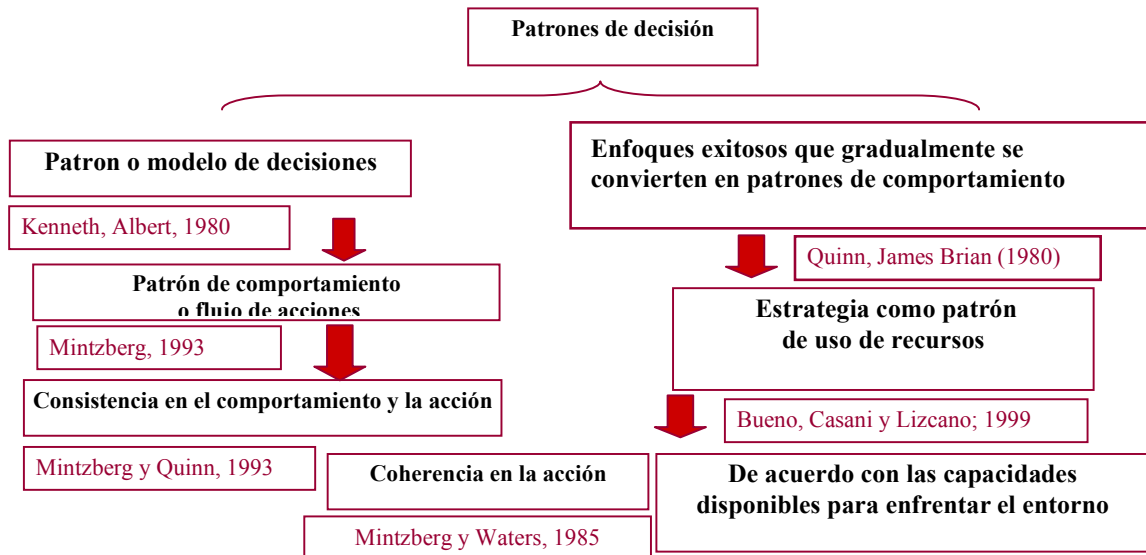 Patrones de decisión
Patron o modelo de decisiones
Kenneth, Albert, 1980
Patrón de comportamiento
o flujo de acciones
Mintzberg, 1993
Consistencia en el comportamiento y la acción
Mintzberg y Quinn, 1993
Coherencia en la acción
Mintzberg y Waters, 1985
Enfoques exitosos que gradualmente se
convierten en patrones de comportamiento
Quinn, James Brian (1980)
Estrategia como patrón
de uso de recursos
Bueno, Casani y Lizcano; 1999
De acuerdo con las capacidades
disponibles para enfrentar el entorno